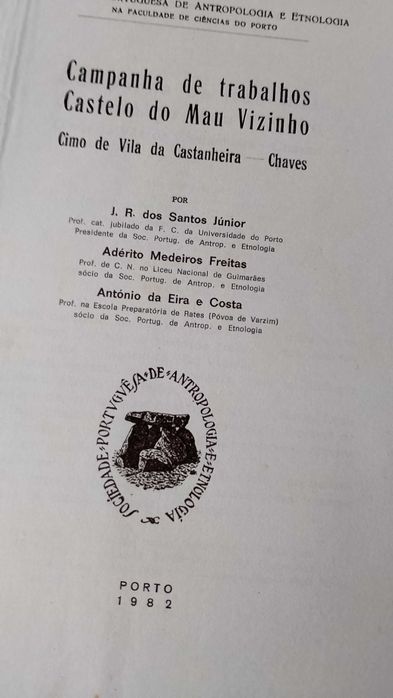 DE ANTROPOLOGIA E ETNOLOGIA
NA FACULDADE DE CIÊNCIAS DO PORTO
Campanha de trabalhos
Castelo do Mau Vizinho
Cimo de Vila da Castanheira — Chaves
POR
J. R. dos Santos Júnior
Prof. cat. jubilado da F. C. da Universidade do Porto
Presidente da Soc. Portug. de Antrop. e Etnologia
Adérito Medeiros Freitas
Prof. de C. N. no Liceu Nacional de Guimarães
sócio da Soc. Portug. de Antrop. e Etnologia
António da Eira e Costa
Prof. na Escola Preparatória de Rates (Póvoa de Varzim)
sócio da Soc. Portug. de Antrop. e Etnologia
SOCIEDADE PORTVGVÊSA DE ANTROPOLOGIA E ETNOLOGIA
PORTO
1982